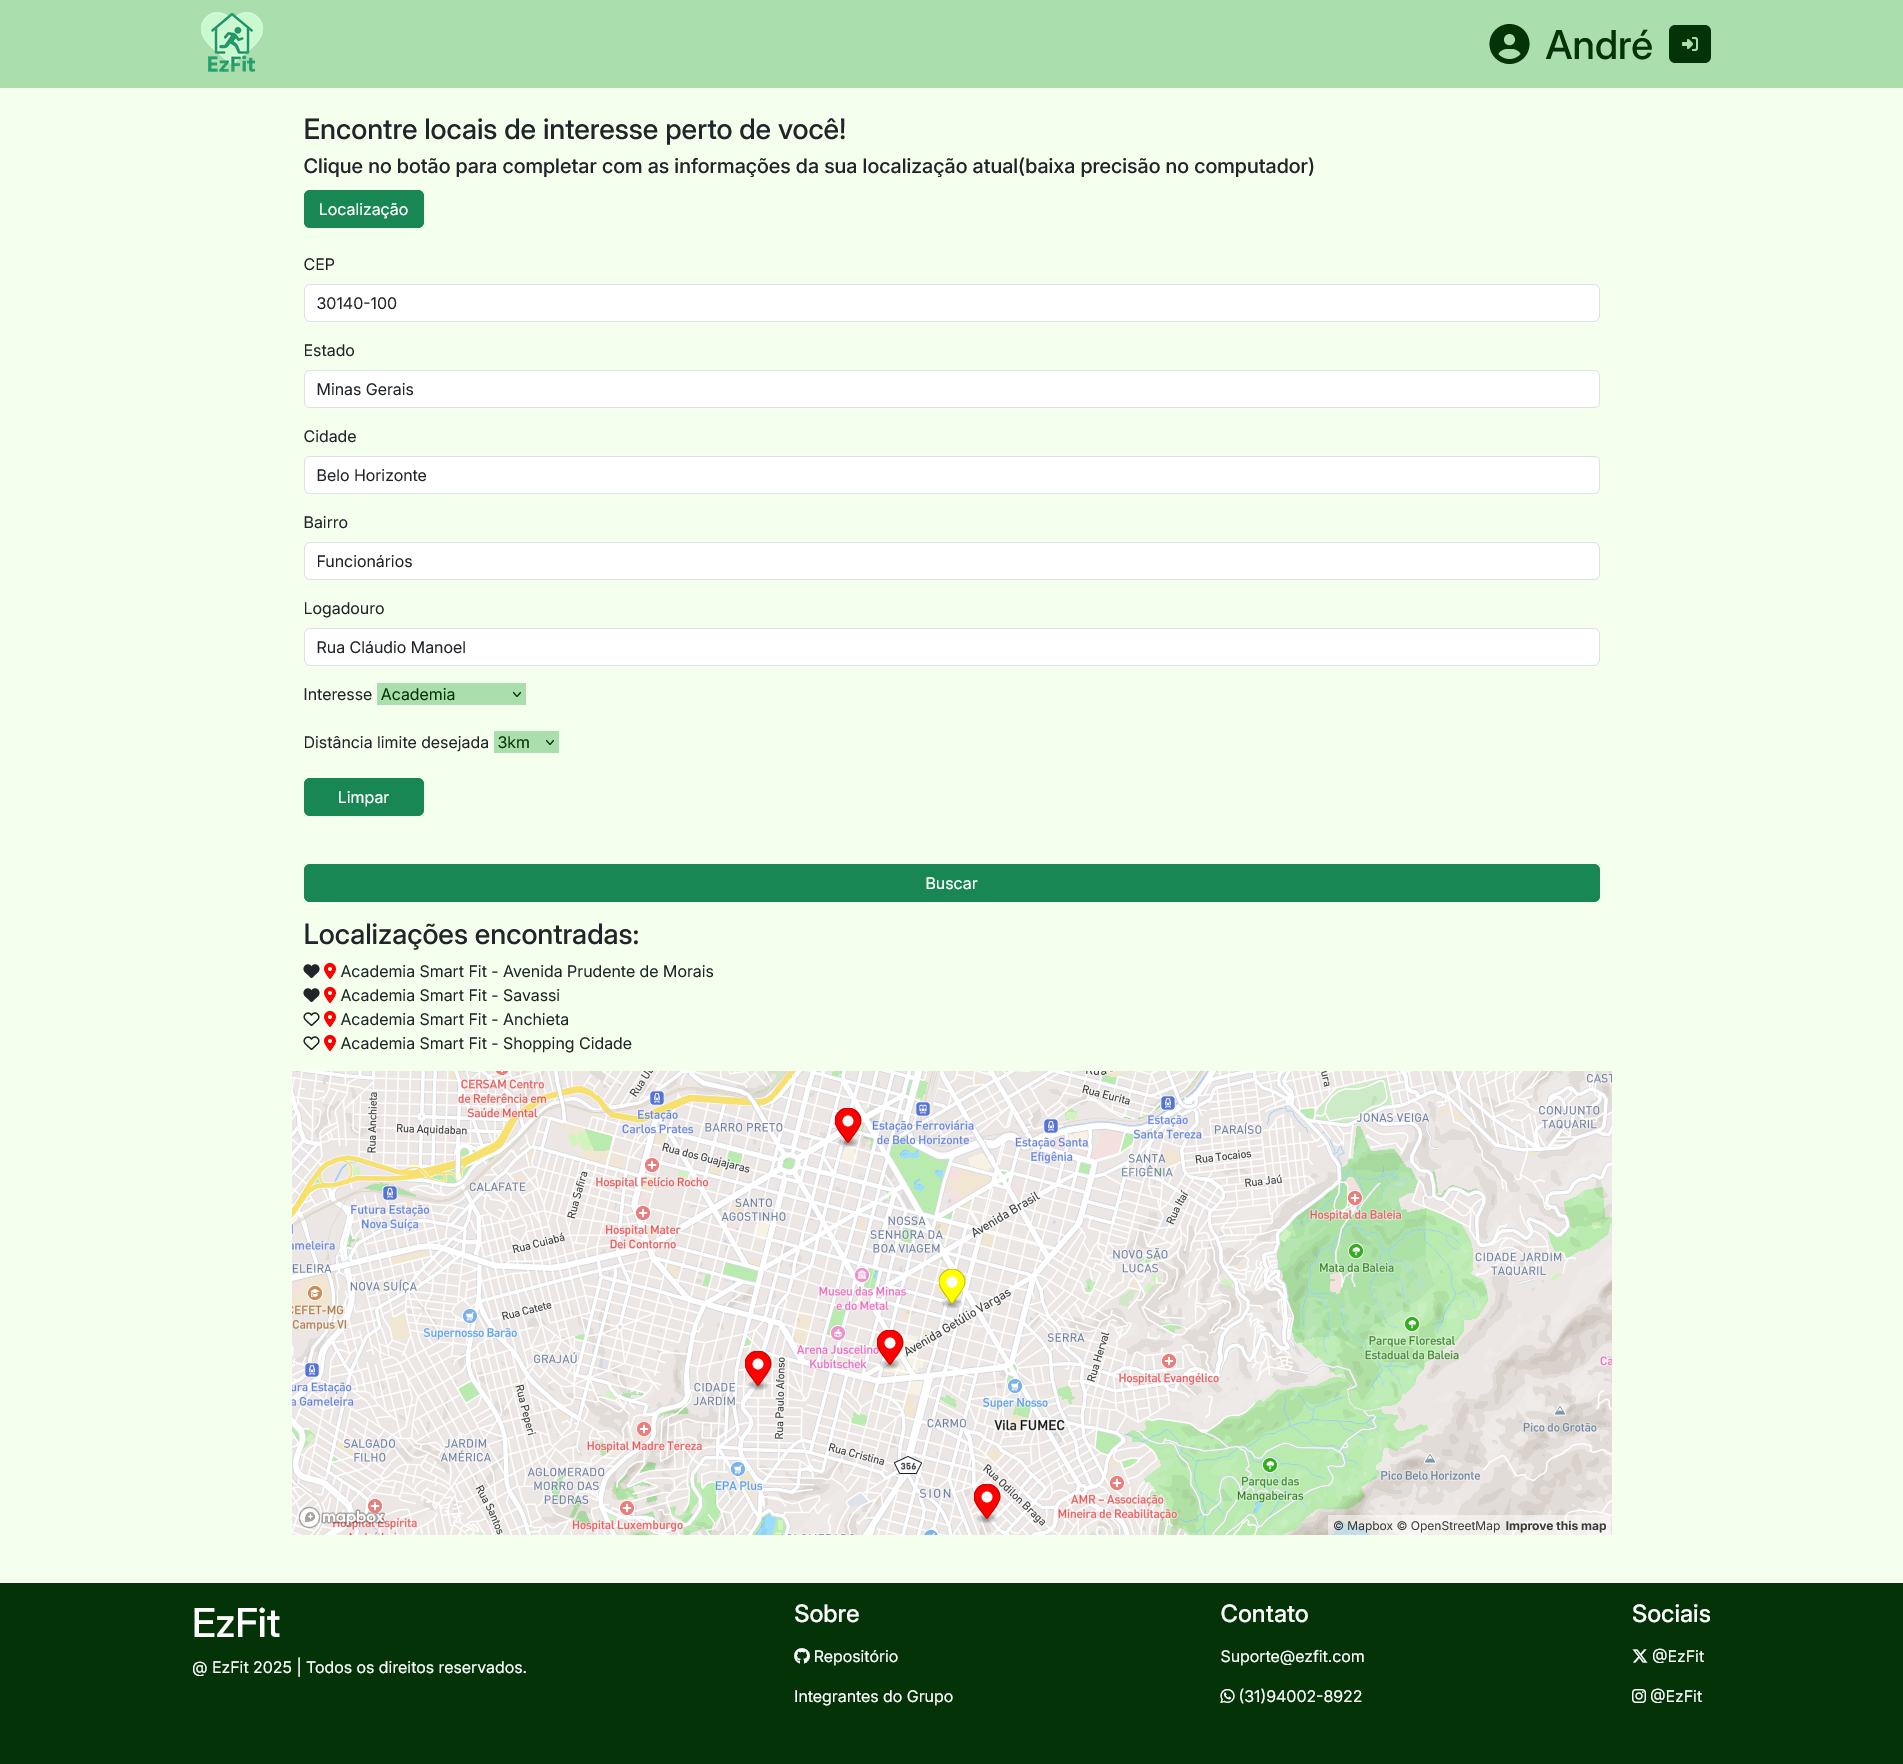 EzFit
André
Encontre locais de interesse perto de você!
Clique no botão para completar com as informações da sua localização atual(baixa precisão no computador)
Localização
CEP
30140-100
Estado
Minas Gerais
Cidade
Belo Horizonte
Bairro
Funcionários
Logadouro
Rua Cláudio Manoel
Interesse Academia
Distância limite desejada 3km
Limpar
Buscar
Localizações encontradas:
Academia Smart Fit - Avenida Prudente de Morais
Academia Smart Fit - Savassi
Academia Smart Fit - Anchieta
Academia Smart Fit - Shopping Cidade
CERSAM Centro
de Referência em
Saúde Mental
Rua Anchieta
Rua Aquidaban
Estação
Carlos Prates
BARRO PRETO
Rua dos Guajajaras
Estação Ferroviária
de Belo Horizonte
Estação Santa
Efigênia
Rua Eurita
Estação
Santa Tereza
PARAÍSO
JONAS VEIGA
CONJUNTO
TAQUARIL
SANTA
EFIGÊNIA
Rua Tocaios
Rua Jaú
Rua Itaí
CALAFATE
Rua Safira
Hospital Felício Rocho
Futura Estação
Nova Suíça
Hospital Mater
Dei Contorno
SANTO
AGOSTINHO
NOSSA
SENHORA DA
BOA VIAGEM
Avenida Brasil
Hospital da Baleia
Rua Cuiabá
NOVO SÃO
LUCAS
Mata da Baleia
CIDADE JARDIM
TAQUARIL
NOVA SUÍÇA
Museu das Minas
e do Metal
CEFET-MG
Campus VI
Rua Catete
Supernosso Barão
Avenida Getúlio Vargas
SERRA
Rua Herval
Parque Florestal
Estadual da Baleia
GRAJAÚ
Arena Juscelino
Kubitschek
Hospital Evangélico
CIDADE
JARDIM
Rua Paulo Afonso
Rua Peperi
Super Nosso
CARMO
Vila FUMEC
Pico do Grotão
SALGADO
FILHO
JARDIM
AMÉRICA
Hospital Madre Tereza
Rua Cristina
356
AGLOMERADO
MORRO DAS
PEDRAS
EPA Plus
SION
Rua Odilon Braga
Pico Belo Horizonte
Parque das
Mangabeiras
Rua Santos
Hospital Luxemburgo
AMR – Associação
Mineira de Reabilitação
Hospital Espírita
mapbox
© Mapbox © OpenStreetMap Improve this map
EzFit
@ EzFit 2025 | Todos os direitos reservados.
Sobre
Repositório
Integrantes do Grupo
Contato
Suporte@ezfit.com
(31)94002-8922
Sociais
@EzFit
@EzFit